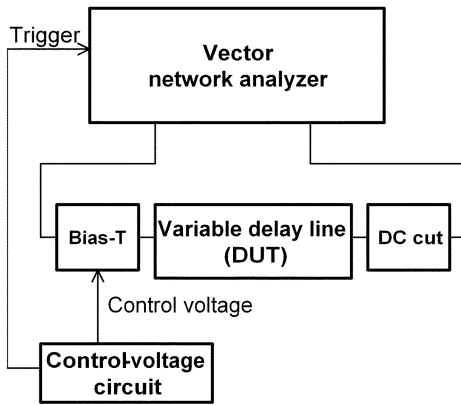 Trigger
Vector
network analyzer
Bias-T
Variable delay line
(DUT)
DC cut
Control voltage
Control-voltage
circuit